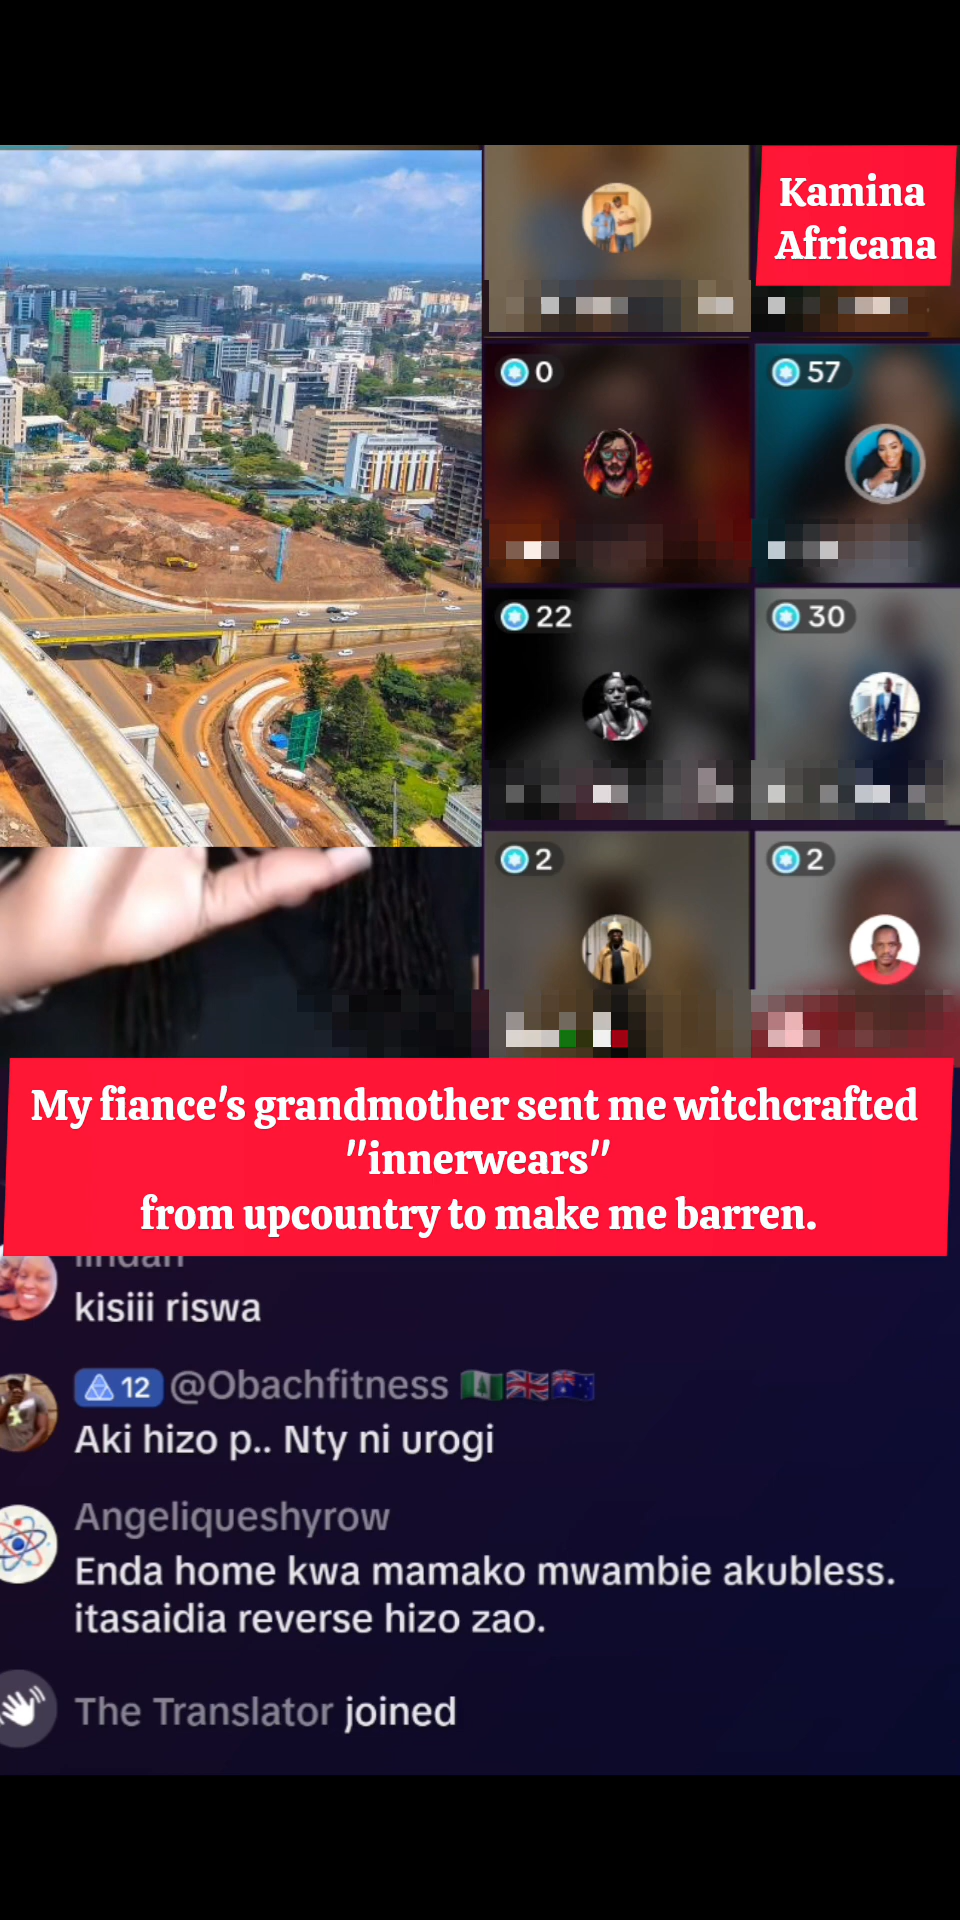 Kamina
Africana
0
57
22
30
2
2
My fiance's grandmother sent me witchcrafted
"innerwears"
from upcountry to make me barren.
kisiii riswa
12 @Obachfitness
Aki hizo p.. Nty ni urogi
Angeliqueshyrow
Enda home kwa mamako mwambie akubless.
itasaidia reverse hizo zao.
The Translator joined